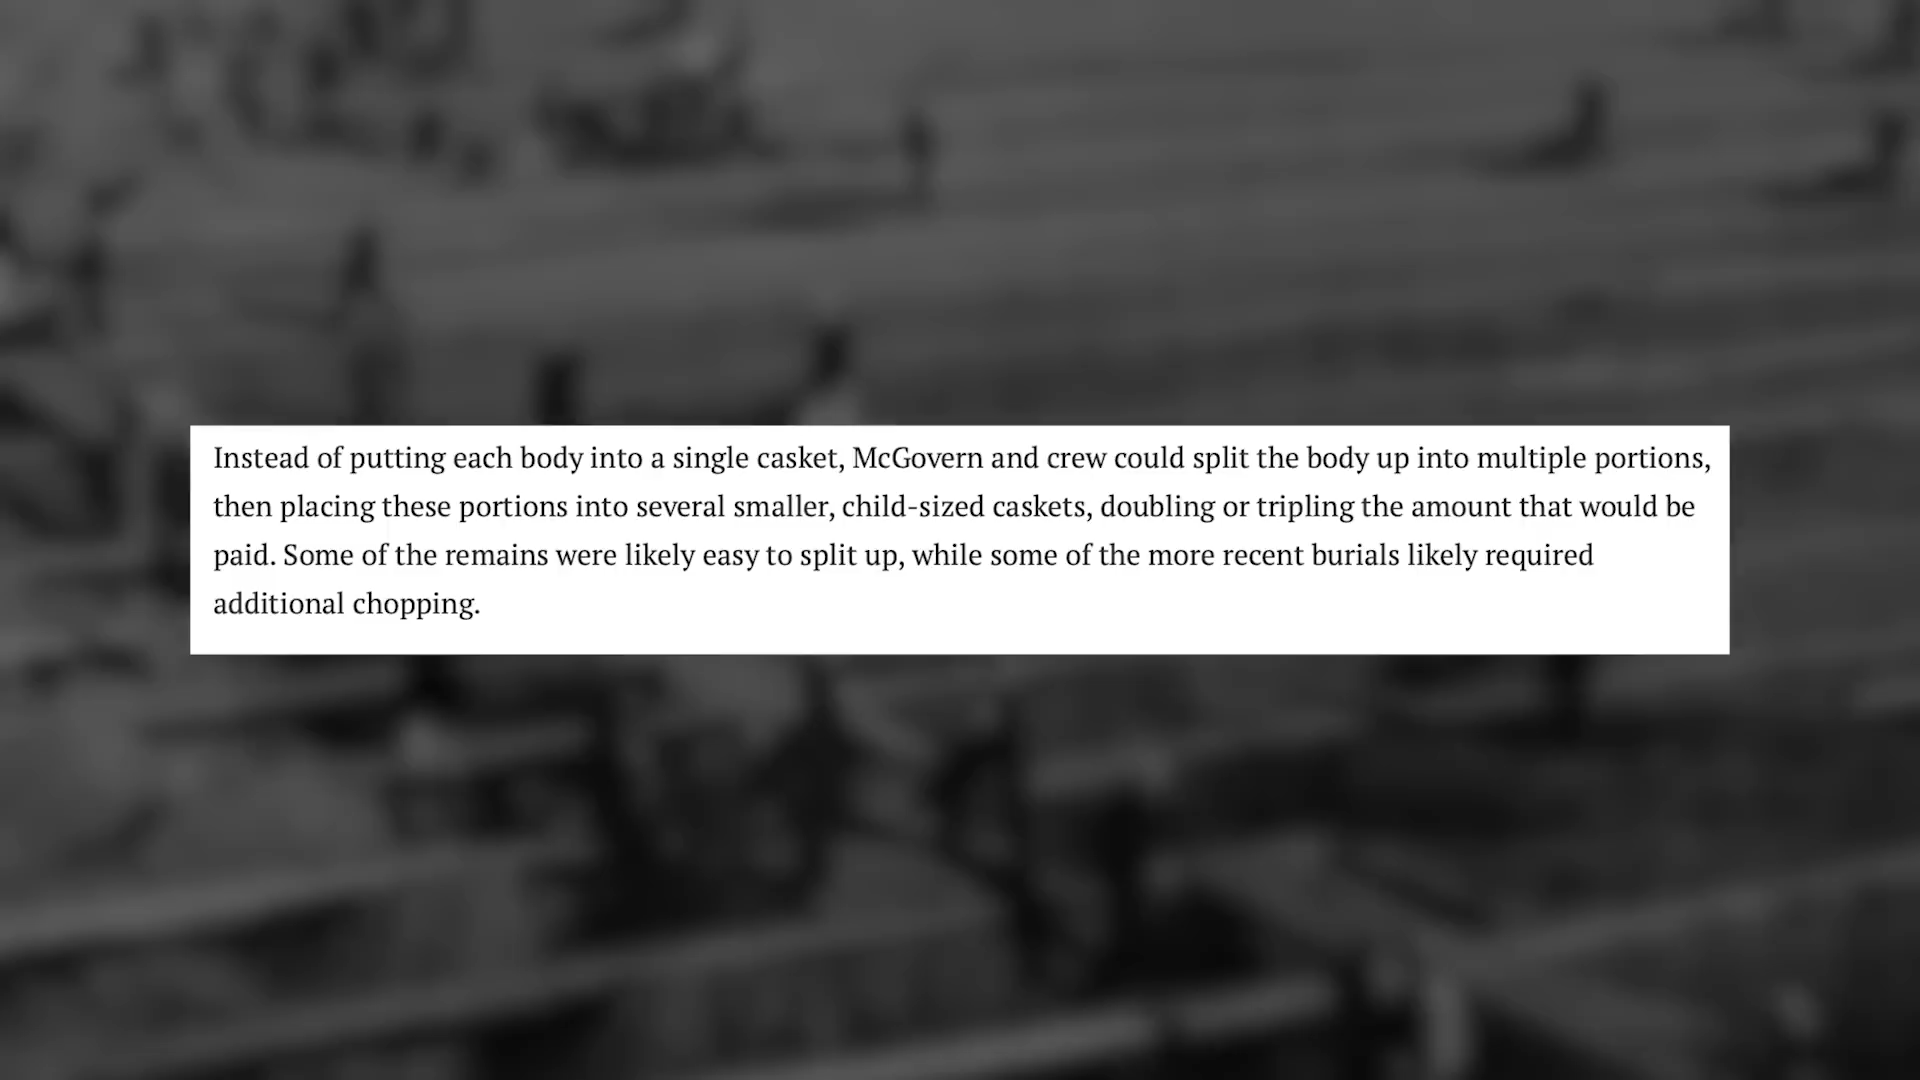 Instead of putting each body into a single casket, McGovern and crew could split the body up into multiple portions,
then placing these portions into several smaller, child-sized caskets, doubling or tripling the amount that would be
paid. Some of the remains were likely easy to split up, while some of the more recent burials likely required
additional chopping.